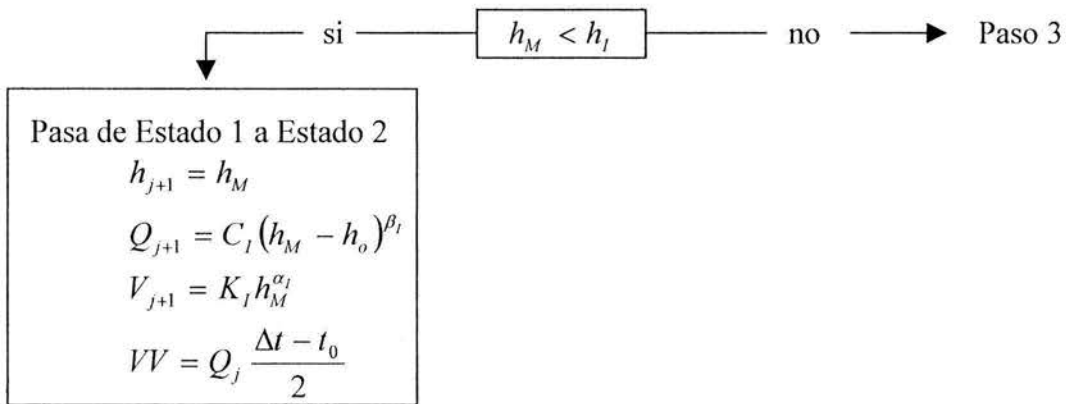 si h_M < h_I no Paso 3
Pasa de Estado 1 a Estado 2
h_{j+1} = h_M
Q_{j+1} = C_I (h_M − h_o)^{β_I}
V_{j+1} = K_I h_M^{α_I}
VV = Q_j \frac{Δt − t_0}{2}